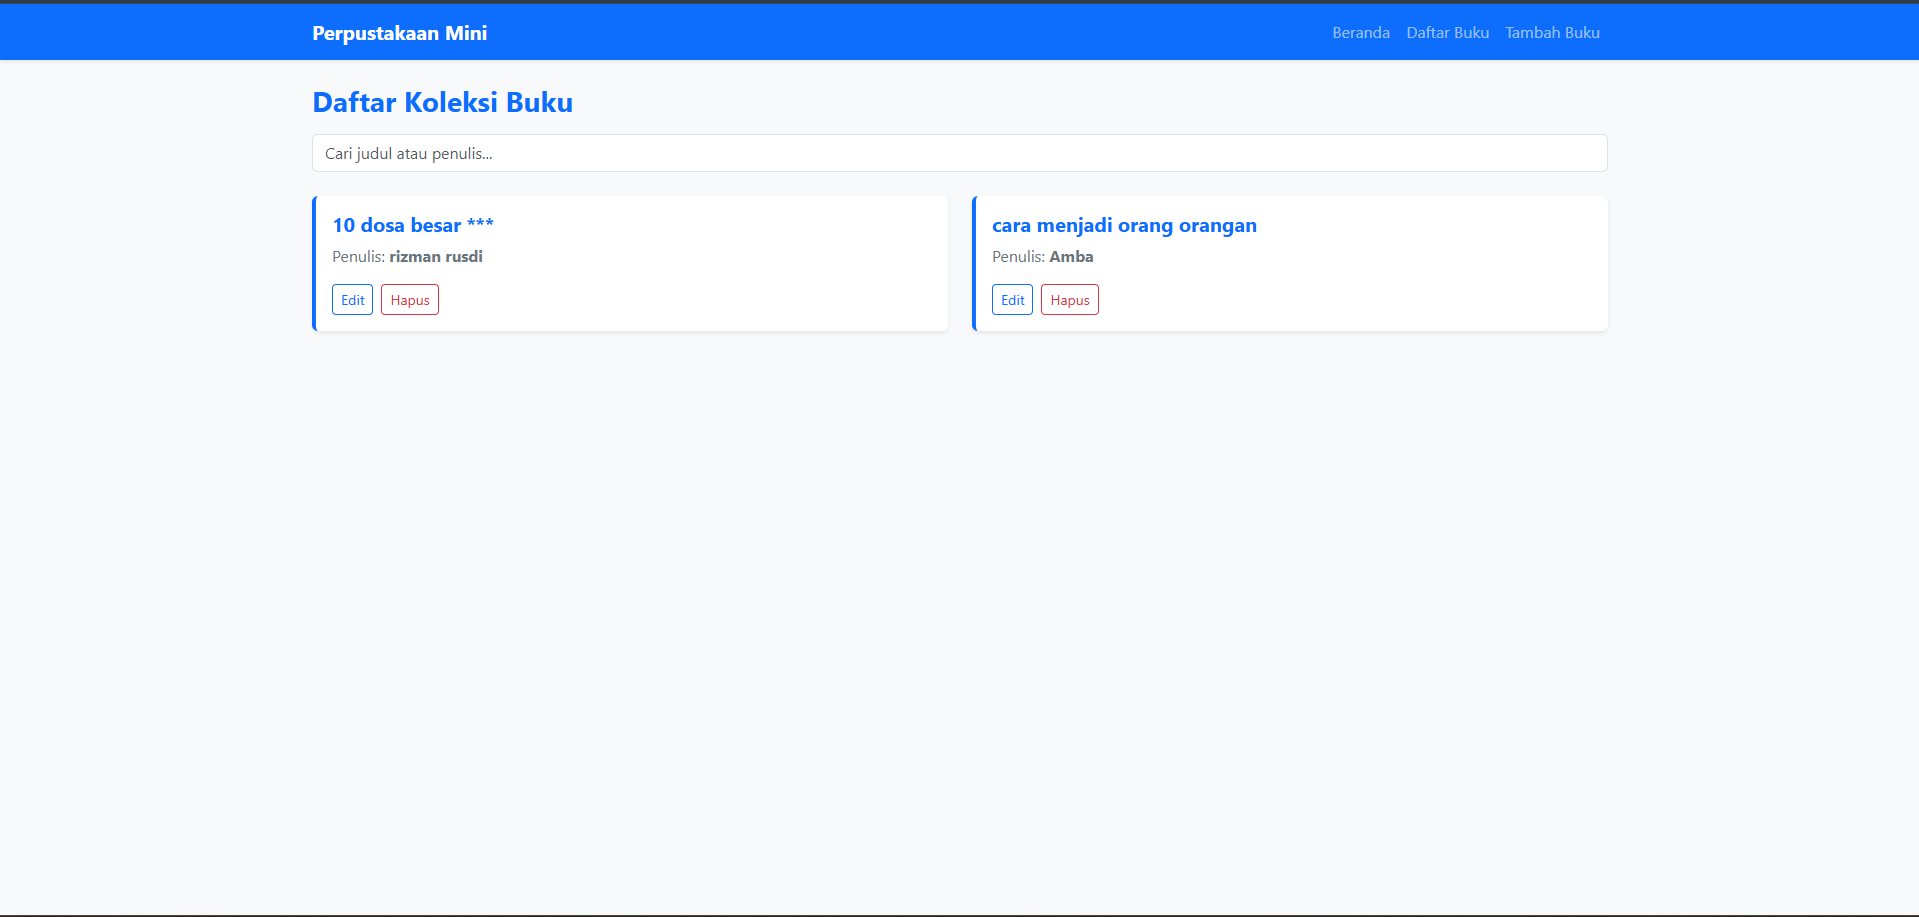 Perpustakaan Mini
Beranda Daftar Buku Tambah Buku
Daftar Koleksi Buku
Cari judul atau penulis...
10 dosa besar ***
Penulis: rizman rusdi
Edit Hapus
cara menjadi orang orangan
Penulis: Amba
Edit Hapus